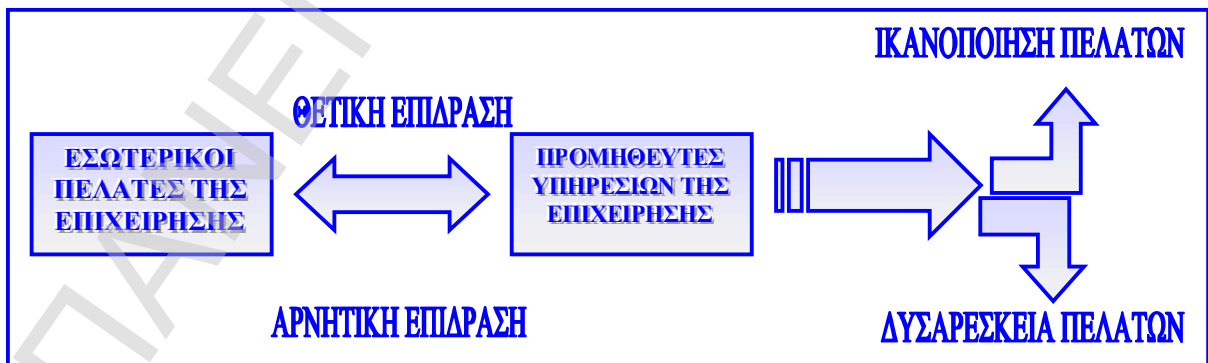 ΙΚΑΝΟΠΟΙΗΣΗ ΠΕΛΑΤΩΝ
ΘΕΤΙΚΗ ΕΠΙΔΡΑΣΗ
ΕΣΩΤΕΡΙΚΟΙ
ΠΕΛΑΤΕΣ ΤΗΣ
ΕΠΙΧΕΙΡΗΣΗΣ
ΠΡΟΜΗΘΕΥΤΕΣ
ΥΠΗΡΕΣΙΩΝ ΤΗΣ
ΕΠΙΧΕΙΡΗΣΗΣ
ΑΡΝΗΤΙΚΗ ΕΠΙΔΡΑΣΗ
ΔΥΣΑΡΕΣΚΕΙΑ ΠΕΛΑΤΩΝ